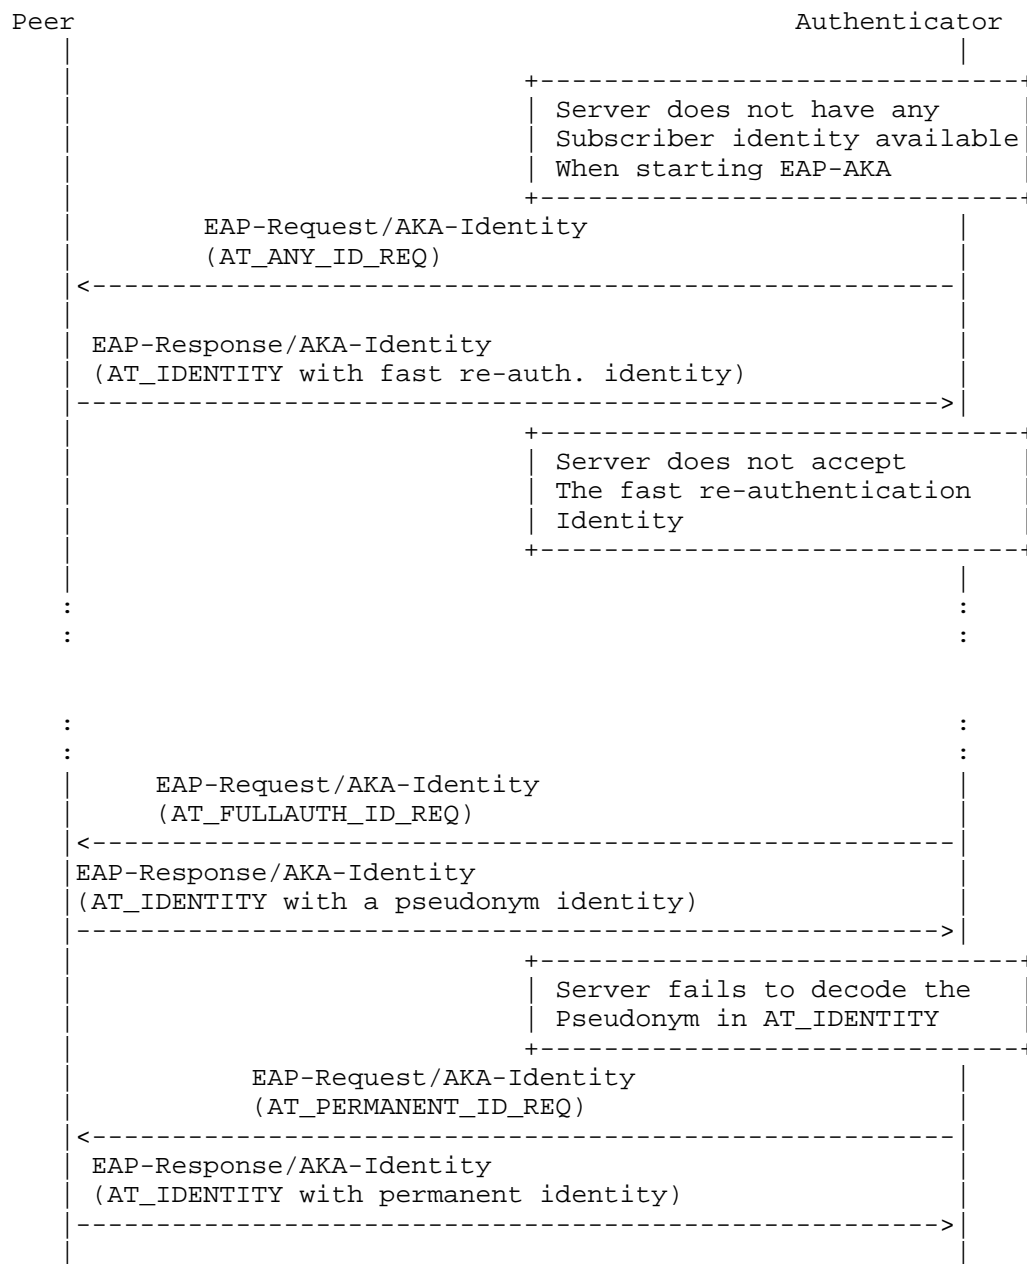 Peer Authenticator
Server does not have any
Subscriber identity available
When starting EAP-AKA
EAP-Request/AKA-Identity
(AT_ANY_ID_REQ)
EAP-Response/AKA-Identity
(AT_IDENTITY with fast re-auth. identity)
Server does not accept
The fast re-authentication
Identity
: :
: :
: :
: :
EAP-Request/AKA-Identity
(AT_FULLAUTH_ID_REQ)
EAP-Response/AKA-Identity
(AT_IDENTITY with a pseudonym identity)
Server fails to decode the
Pseudonym in AT_IDENTITY
EAP-Request/AKA-Identity
(AT_PERMANENT_ID_REQ)
EAP-Response/AKA-Identity
(AT_IDENTITY with permanent identity)